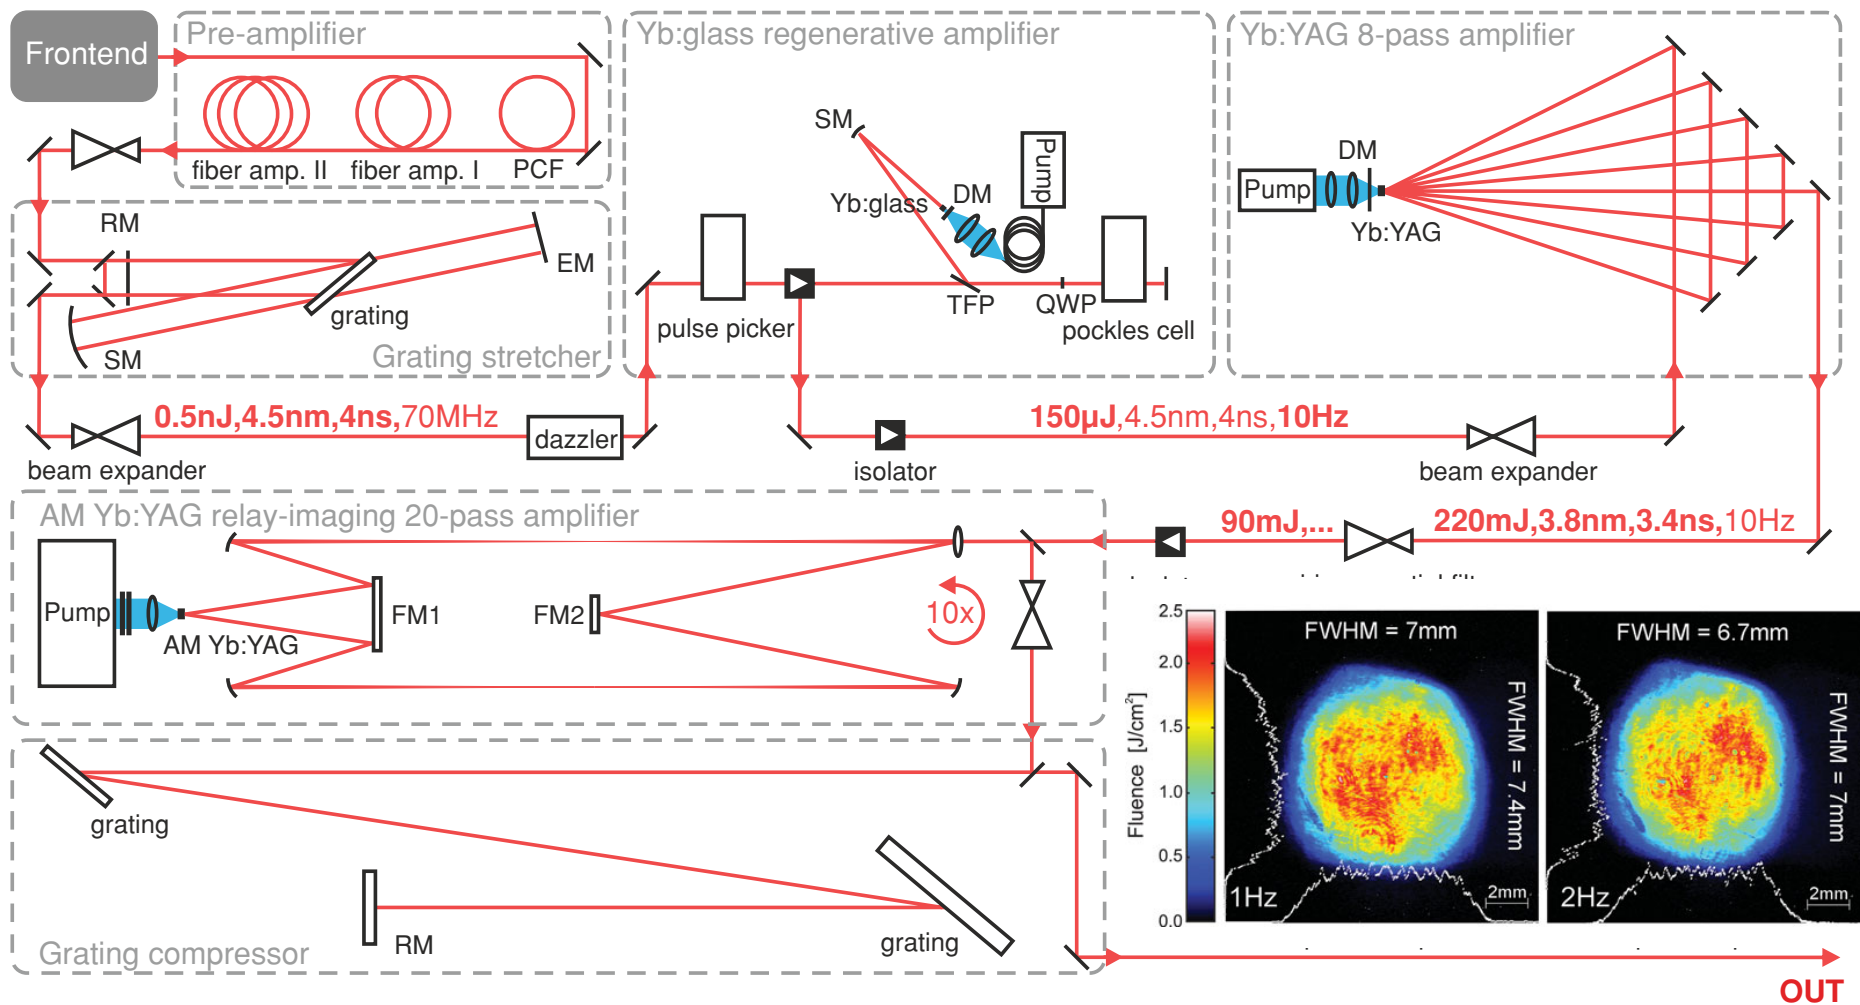 Frontend
Pre-amplifier
fiber amp. II
fiber amp. I
PCF
Yb:glass regenerative amplifier
SM
Yb:glass
DM
Pump
pulse picker
TFP
QWP
pockles cell
Yb:YAG 8-pass amplifier
Pump
DM
Yb:YAG
RM
EM
grating
SM
Grating stretcher
0.5nJ,4.5nm,4ns,70MHz
beam expander
dazzler
150µJ,4.5nm,4ns,10Hz
isolator
beam expander
AM Yb:YAG relay-imaging 20-pass amplifier
90mJ,...
220mJ,3.8nm,3.4ns,10Hz
Pump
AM Yb:YAG
FM1
FM2
10x
grating
RM
grating
Grating compressor
Fluence [J/cm²]
2.5
2.0
1.5
1.0
0.5
0.0
FWHM = 7mm
FWHM = 7.4mm
1Hz
2mm
FWHM = 6.7mm
FWHM = 7mm
2Hz
2mm
OUT